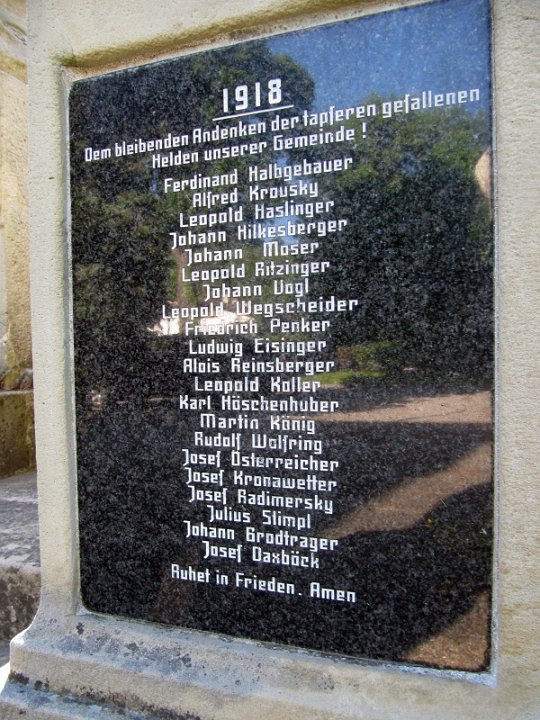 1918
Dem bleibenden Andenken der tapferen gefallenen
Helden unserer Gemeinde !
Ferdinand Halbgebauer
Alfred Krousky
Leopold Haslinger
Johann Hilkesberger
Johann Moser
Leopold Ritzinger
Johann Vogl
Leopold Wegscheider
Friedrich Penker
Ludwig Eisinger
Alois Reinsberger
Leopold Koller
Karl Höschenhuber
Martin König
Rudolf Wolfring
Josef Österreicher
Josef Kronawetter
Josef Radimersky
Julius Stimpl
Johann Brodtrager
Josef Daxböck
Ruhet in Frieden. Amen